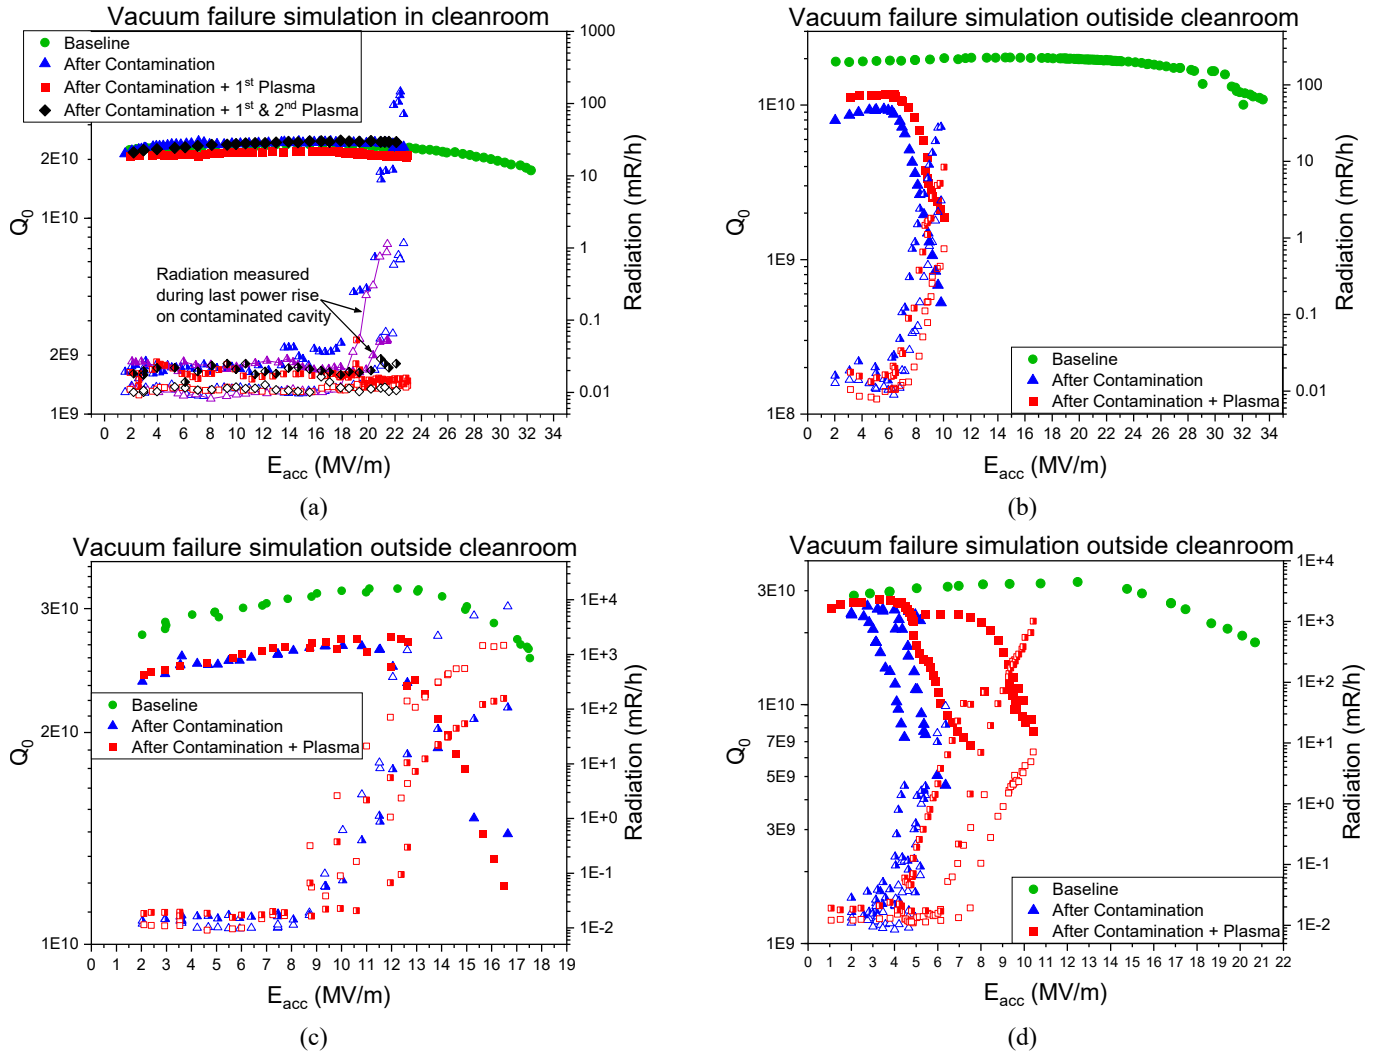 Vacuum failure simulation in cleanroom
Baseline
After Contamination
After Contamination + 1st Plasma
After Contamination + 1st & 2nd Plasma
2E10
1E10
2E9
1E9
Q0
1000
100
10
1
0.1
0.01
Radiation (mR/h)
Radiation measured
during last power rise
on contaminated cavity
0 2 4 6 8 10 12 14 16 18 20 22 24 26 28 30 32 34
Eacc (MV/m)
(a)
Vacuum failure simulation outiside cleanroom
1E10
1E9
1E8
Q0
100
10
1
0.1
0.01
Radiation (mR/h)
Baseline
After Contamination
After Contamination + Plasma
0 2 4 6 8 10 12 14 16 18 20 22 24 26 28 30 32 34
Eacc (MV/m)
(b)
Vacuum failure simulation outside cleanroom
3E10
2E10
1E10
Q0
1E+4
1E+3
1E+2
1E+1
1E+0
1E-1
1E-2
Radiation (mR/h)
Baseline
After Contamination
After Contamination + Plasma
0 1 2 3 4 5 6 7 8 9 10 11 12 13 14 15 16 17 18 19
Eacc (MV/m)
(c)
Vacuum failure simulation outside cleanroom
3E10
1E10
7E9
5E9
3E9
1E9
Q0
1E+4
1E+3
1E+2
1E+1
1E+0
1E-1
1E-2
Radiation (mR/h)
Baseline
After Contamination
After Contamination + Plasma
0 1 2 3 4 5 6 7 8 9 10 11 12 13 14 15 16 17 18 19 20 21 22
Eacc (MV/m)
(d)